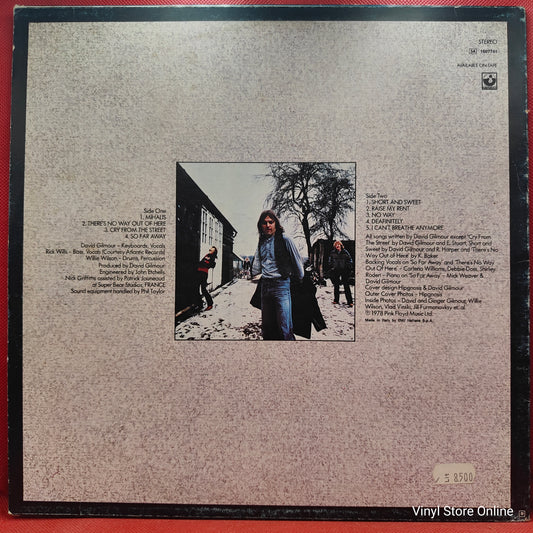 STEREO
3C 1607741
AVAILABLE ON TAPE
Side One
1. MIHALIS
2. THERE'S NO WAY OUT OF HERE
3. CRY FROM THE STREET
4. SO FAR AWAY
David Gilmour – Keyboards, Vocals
Rick Wills – Bass, Vocals (Courtesy Atlantic Records)
Willie Wilson – Drums, Percussion
Produced by David Gilmour
Engineered by John Etchells
Nick Griffiths assisted by Patrick Jauneaud
at Super Bear Studios, FRANCE
Sound equipment handled by Phil Taylor
Side Two
1. SHORT AND SWEET
2. RAISE MY RENT
3. NO WAY
4. DEAFINITELY
5. I CAN'T BREATHE ANYMORE
All songs written by David Gilmour except 'Cry From
The Street' by David Gilmour and E. Stuart, Short and
Sweet by David Gilmour and R. Harper and 'There's No
Way Out of Here' by K. Baker
Backing Vocals on 'So Far Away' and 'There's No Way
Out Of Here' – Carlena Williams, Debbie Doss, Shirley
Roden – Piano on 'So Far Away' – Mick Weaver &
David Gilmour
Cover design Hipgnosis & David Gilmour
Outer Cover Photos – Hipgnosis
Inside Photos – David and Ginger Gilmour, Willie
Wilson, Vlad Vinski, Jill Furmanovsky et al.
℗ 1978 Pink Floyd Music Ltd.
Made in Italy by EMI Italiana S.p.A.
8500
Vinyl Store Online